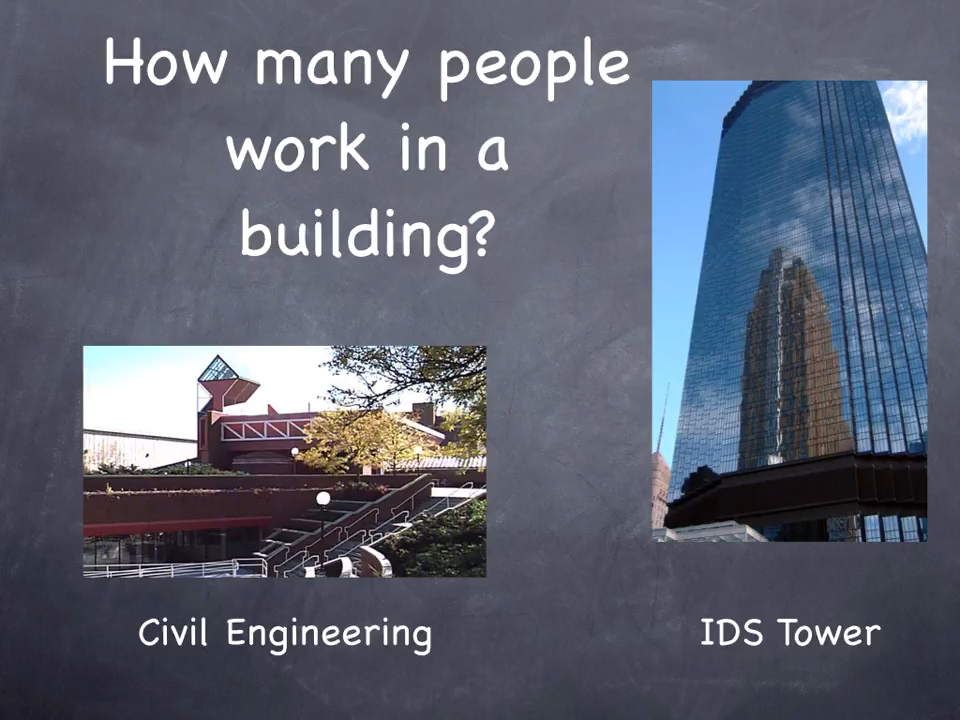 How many people
work in a
building?
Civil Engineering
IDS Tower